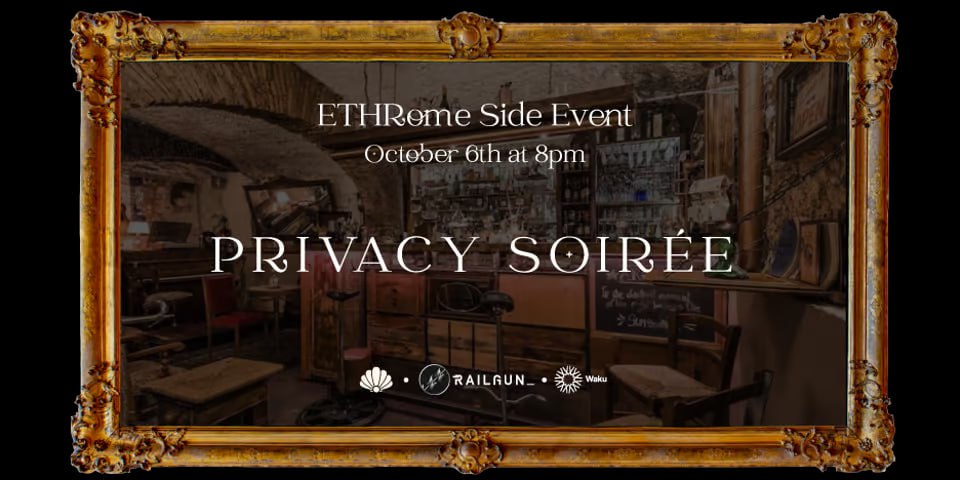 ETHRome Side Event
October 6th at 8pm
PRIVACY SOIRÉE
RAILGUN_
Waku